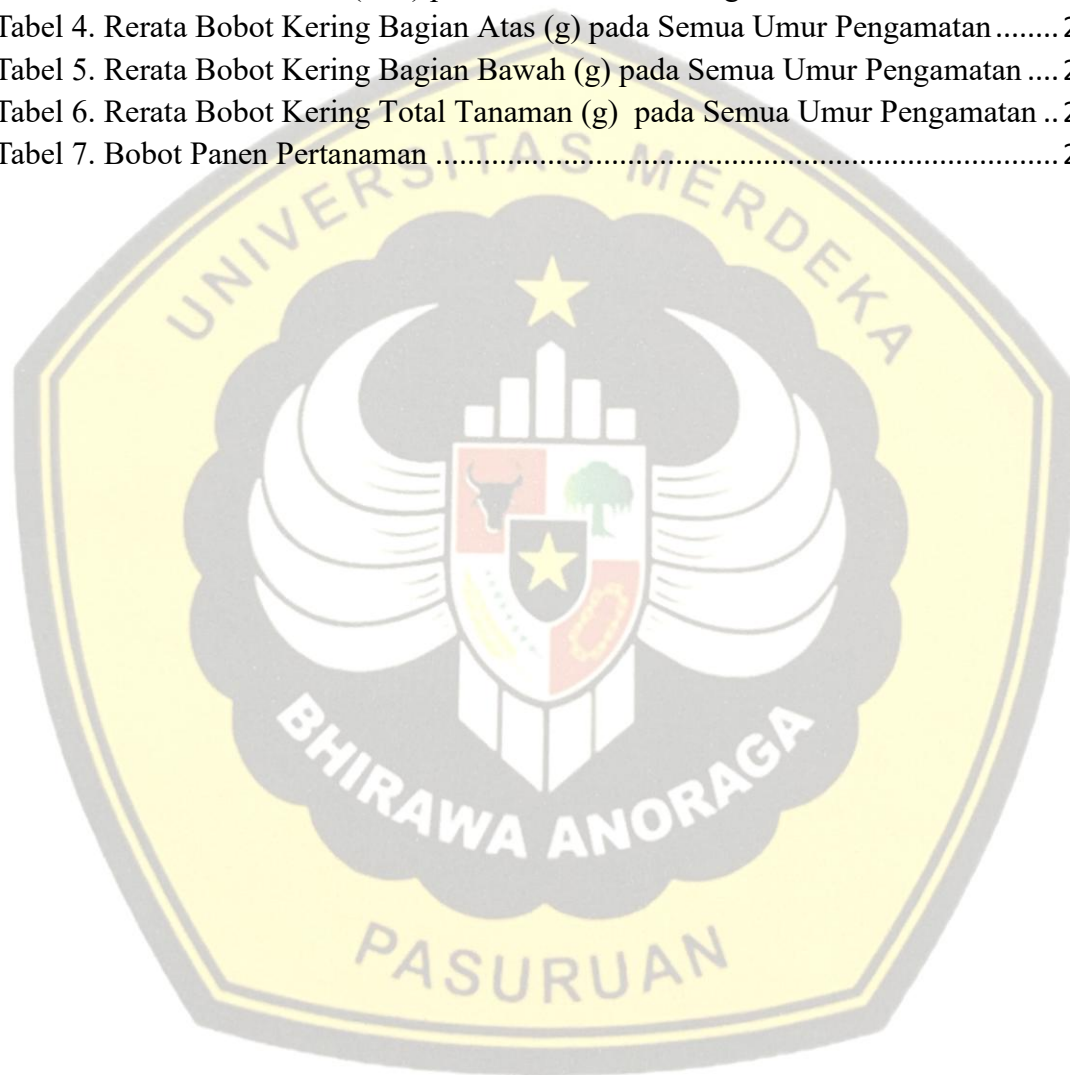 Tabel 4. Rerata Bobot Kering Bagian Atas (g) pada Semua Umur Pengamatan ........ 2
Tabel 5. Rerata Bobot Kering Bagian Bawah (g) pada Semua Umur Pengamatan .... 2
Tabel 6. Rerata Bobot Kering Total Tanaman (g) pada Semua Umur Pengamatan .. 2
Tabel 7. Bobot Panen Pertanaman ............................................................................ 2
UNIVERSITAS MERDEKA
BHIRAWA ANORAGA
PASURUAN